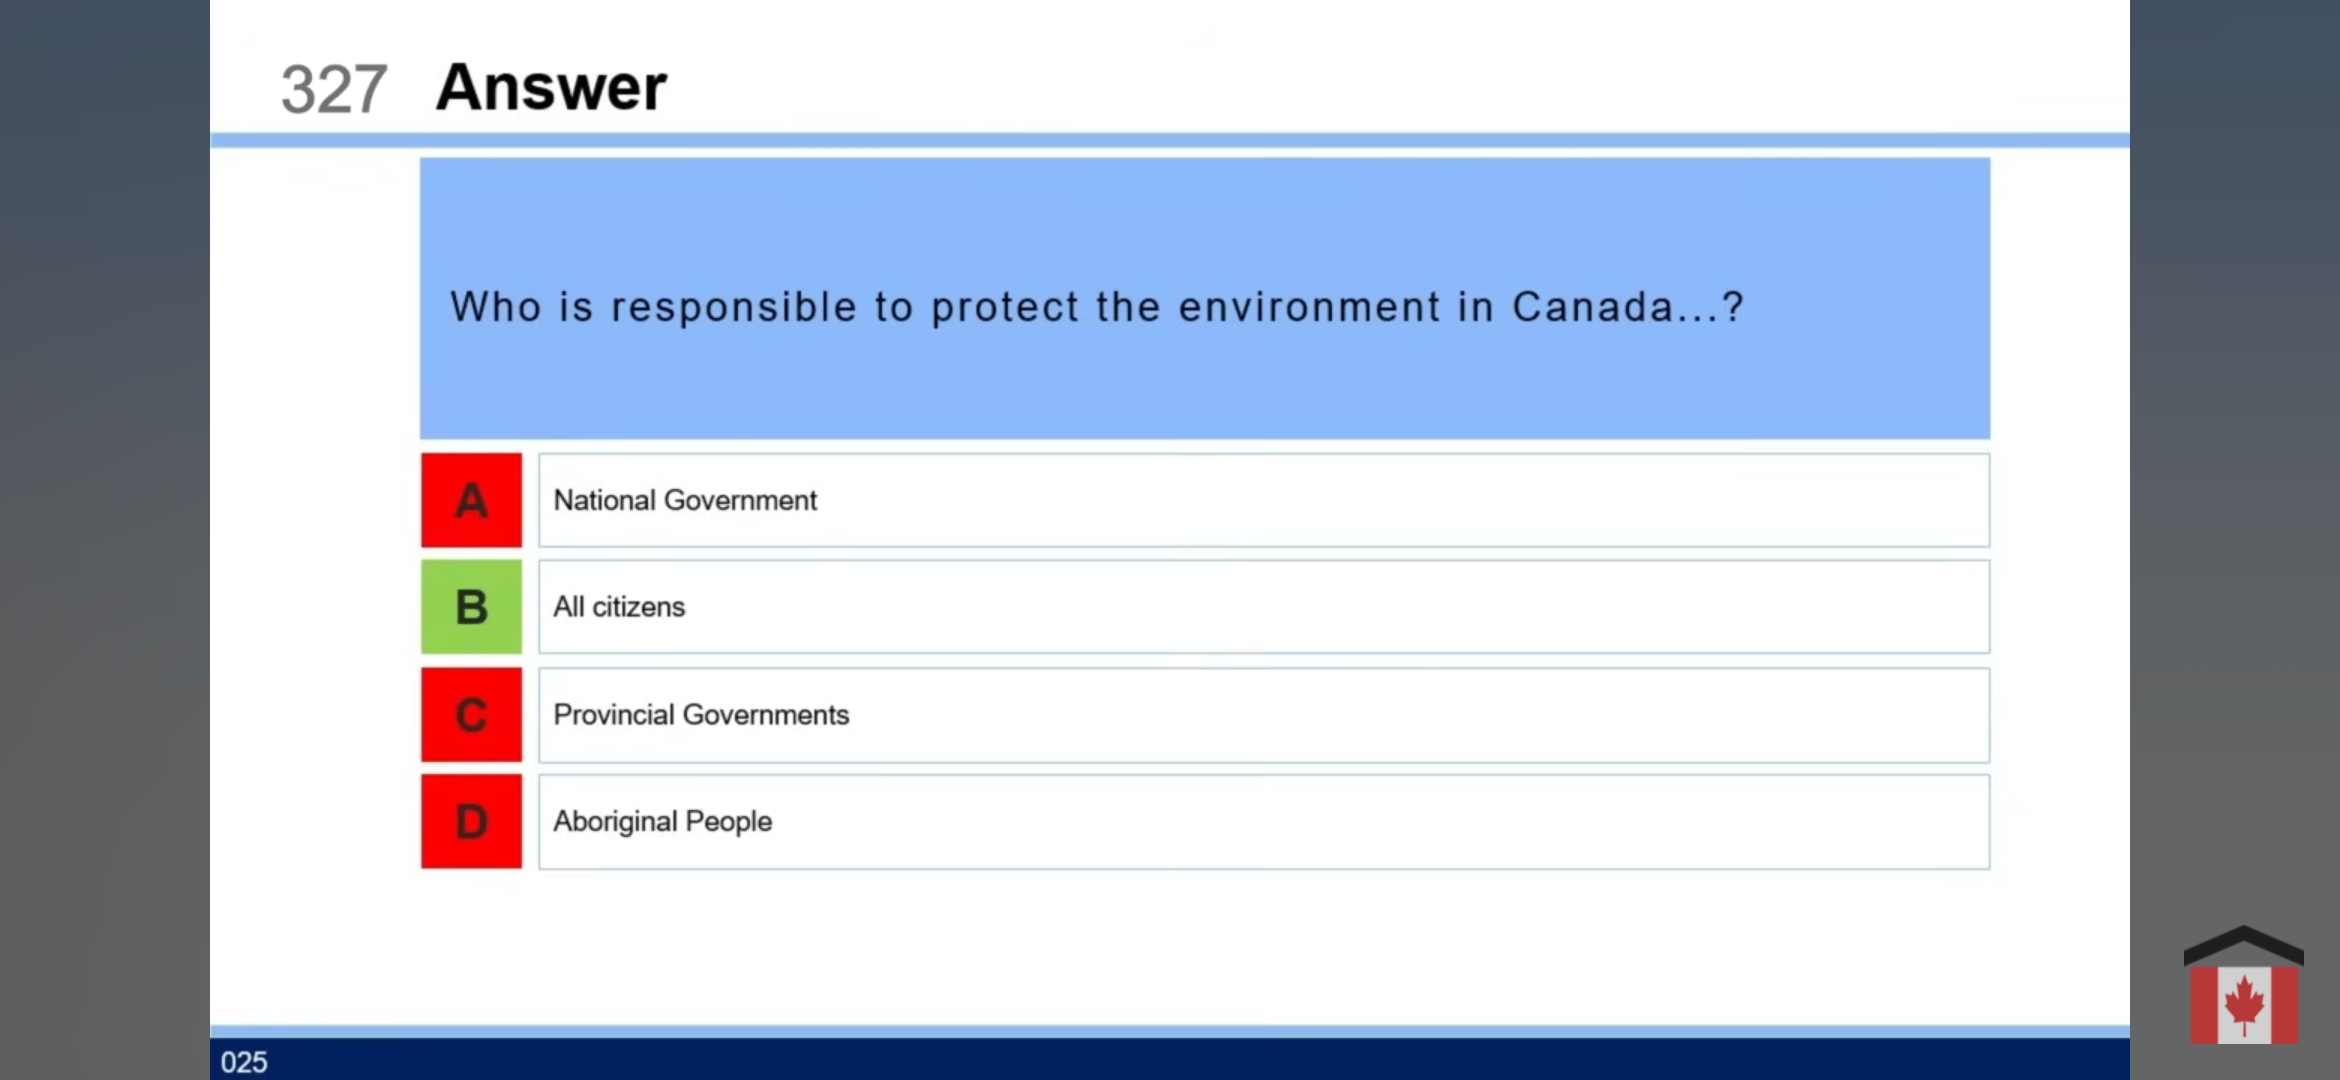 327 Answer
Who is responsible to protect the environment in Canada...?
A National Government
B All citizens
C Provincial Governments
D Aboriginal People
025